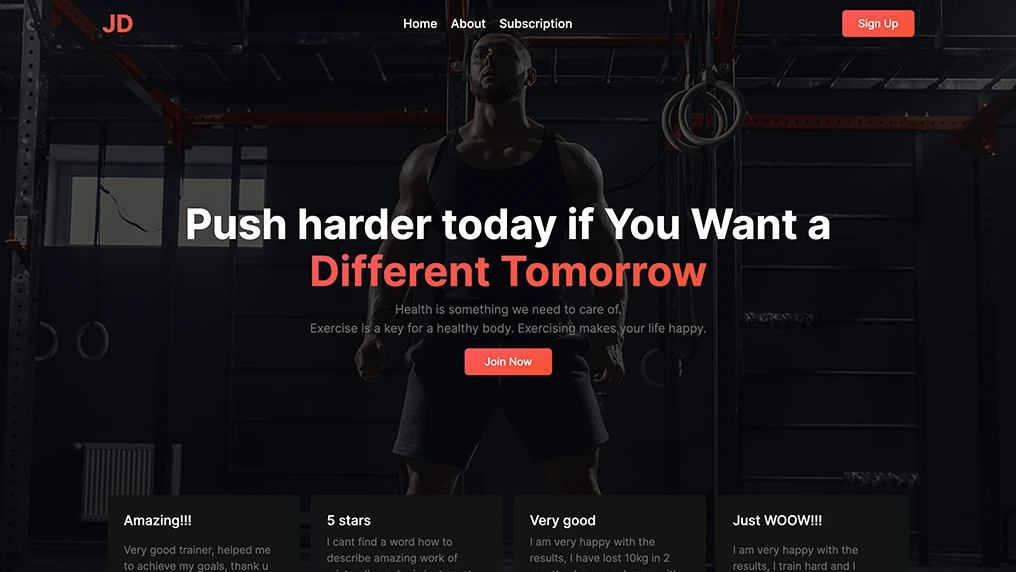 JD
Home About Subscription
Sign Up
Push harder today if You Want a
Different Tomorrow
Health is something we need to care of.
Exercise is a key for a healthy body. Exercising makes your life happy.
Join Now
Amazing!!!
Very good trainer, helped me
to achieve my goals, thank u
5 stars
I cant find a word how to
describe amazing work of
Very good
I am very happy with the
results, I have lost 10kg in 2
Just WOOW!!!
I am very happy with the
results, I train hard and I